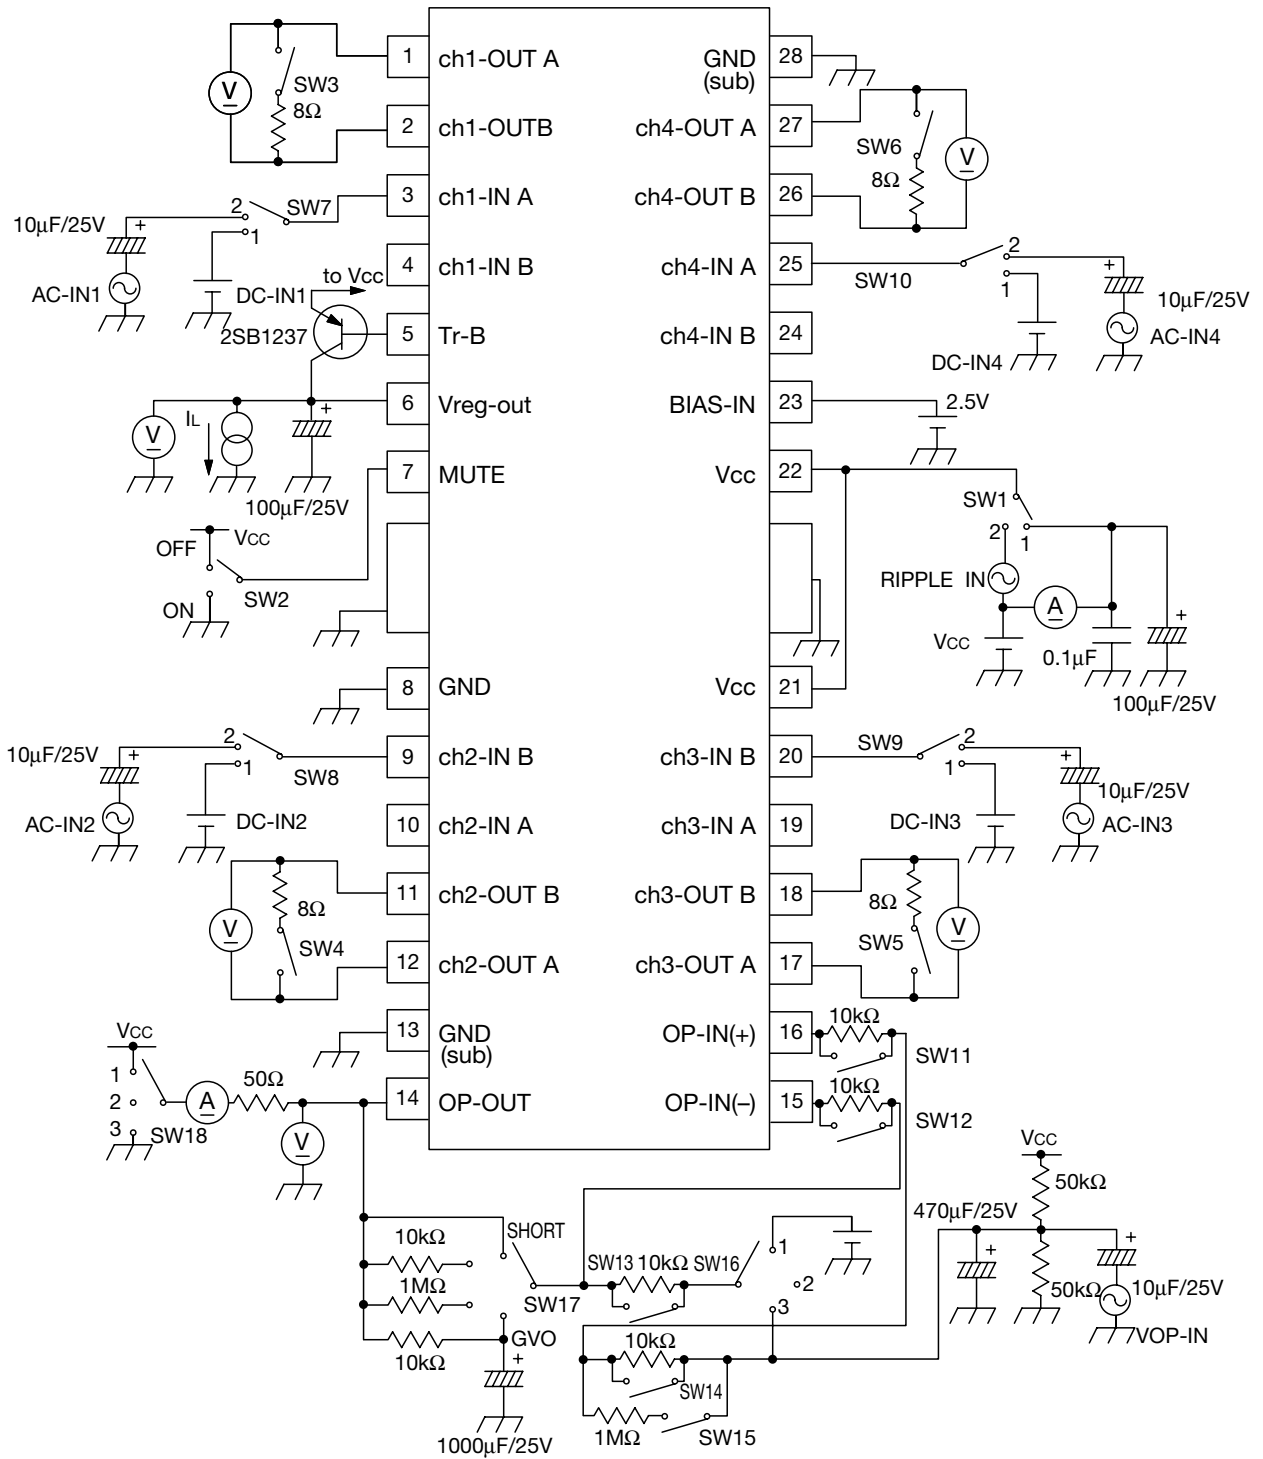 1 ch1-OUT A
V
SW3
8Ω
2 ch1-OUTB
3 ch1-IN A
2
SW7
1
10μF/25V
+
AC-IN1
DC-IN1
4 ch1-IN B
to Vcc
2SB1237
5 Tr-B
6 Vreg-out
V
IL
+
100μF/25V
7 MUTE
OFF
VCC
SW2
ON
8 GND
9 ch2-IN B
10μF/25V
+
2
1
SW8
AC-IN2
DC-IN2
10 ch2-IN A
11 ch2-OUT B
V
8Ω
SW4
12 ch2-OUT A
13 GND
(sub)
VCC
1
2
3
SW18
A
50Ω
14 OP-OUT
V
GND 28
(sub)
ch4-OUT A 27
SW6
8Ω
V
ch4-OUT B 26
ch4-IN A 25
SW10
2
1
+
10μF/25V
AC-IN4
DC-IN4
ch4-IN B 24
BIAS-IN 23
2.5V
Vcc 22
SW1
2
1
RIPPLE IN
A
VCC
0.1μF
+
100μF/25V
Vcc 21
ch3-IN B 20
SW9
2
1
+
10μF/25V
DC-IN3
AC-IN3
ch3-IN A 19
ch3-OUT B 18
8Ω
SW5
V
ch3-OUT A 17
OP-IN(+) 16
10kΩ
SW11
OP-IN(–) 15
10kΩ
SW12
10kΩ
1MΩ
10kΩ
SHORT
SW17
GVO
+
1000μF/25V
SW13 10kΩ SW16
1
2
3
10kΩ
SW14
1MΩ
SW15
VCC
50kΩ
470μF/25V
+
50kΩ
+
10μF/25V
VOP-IN